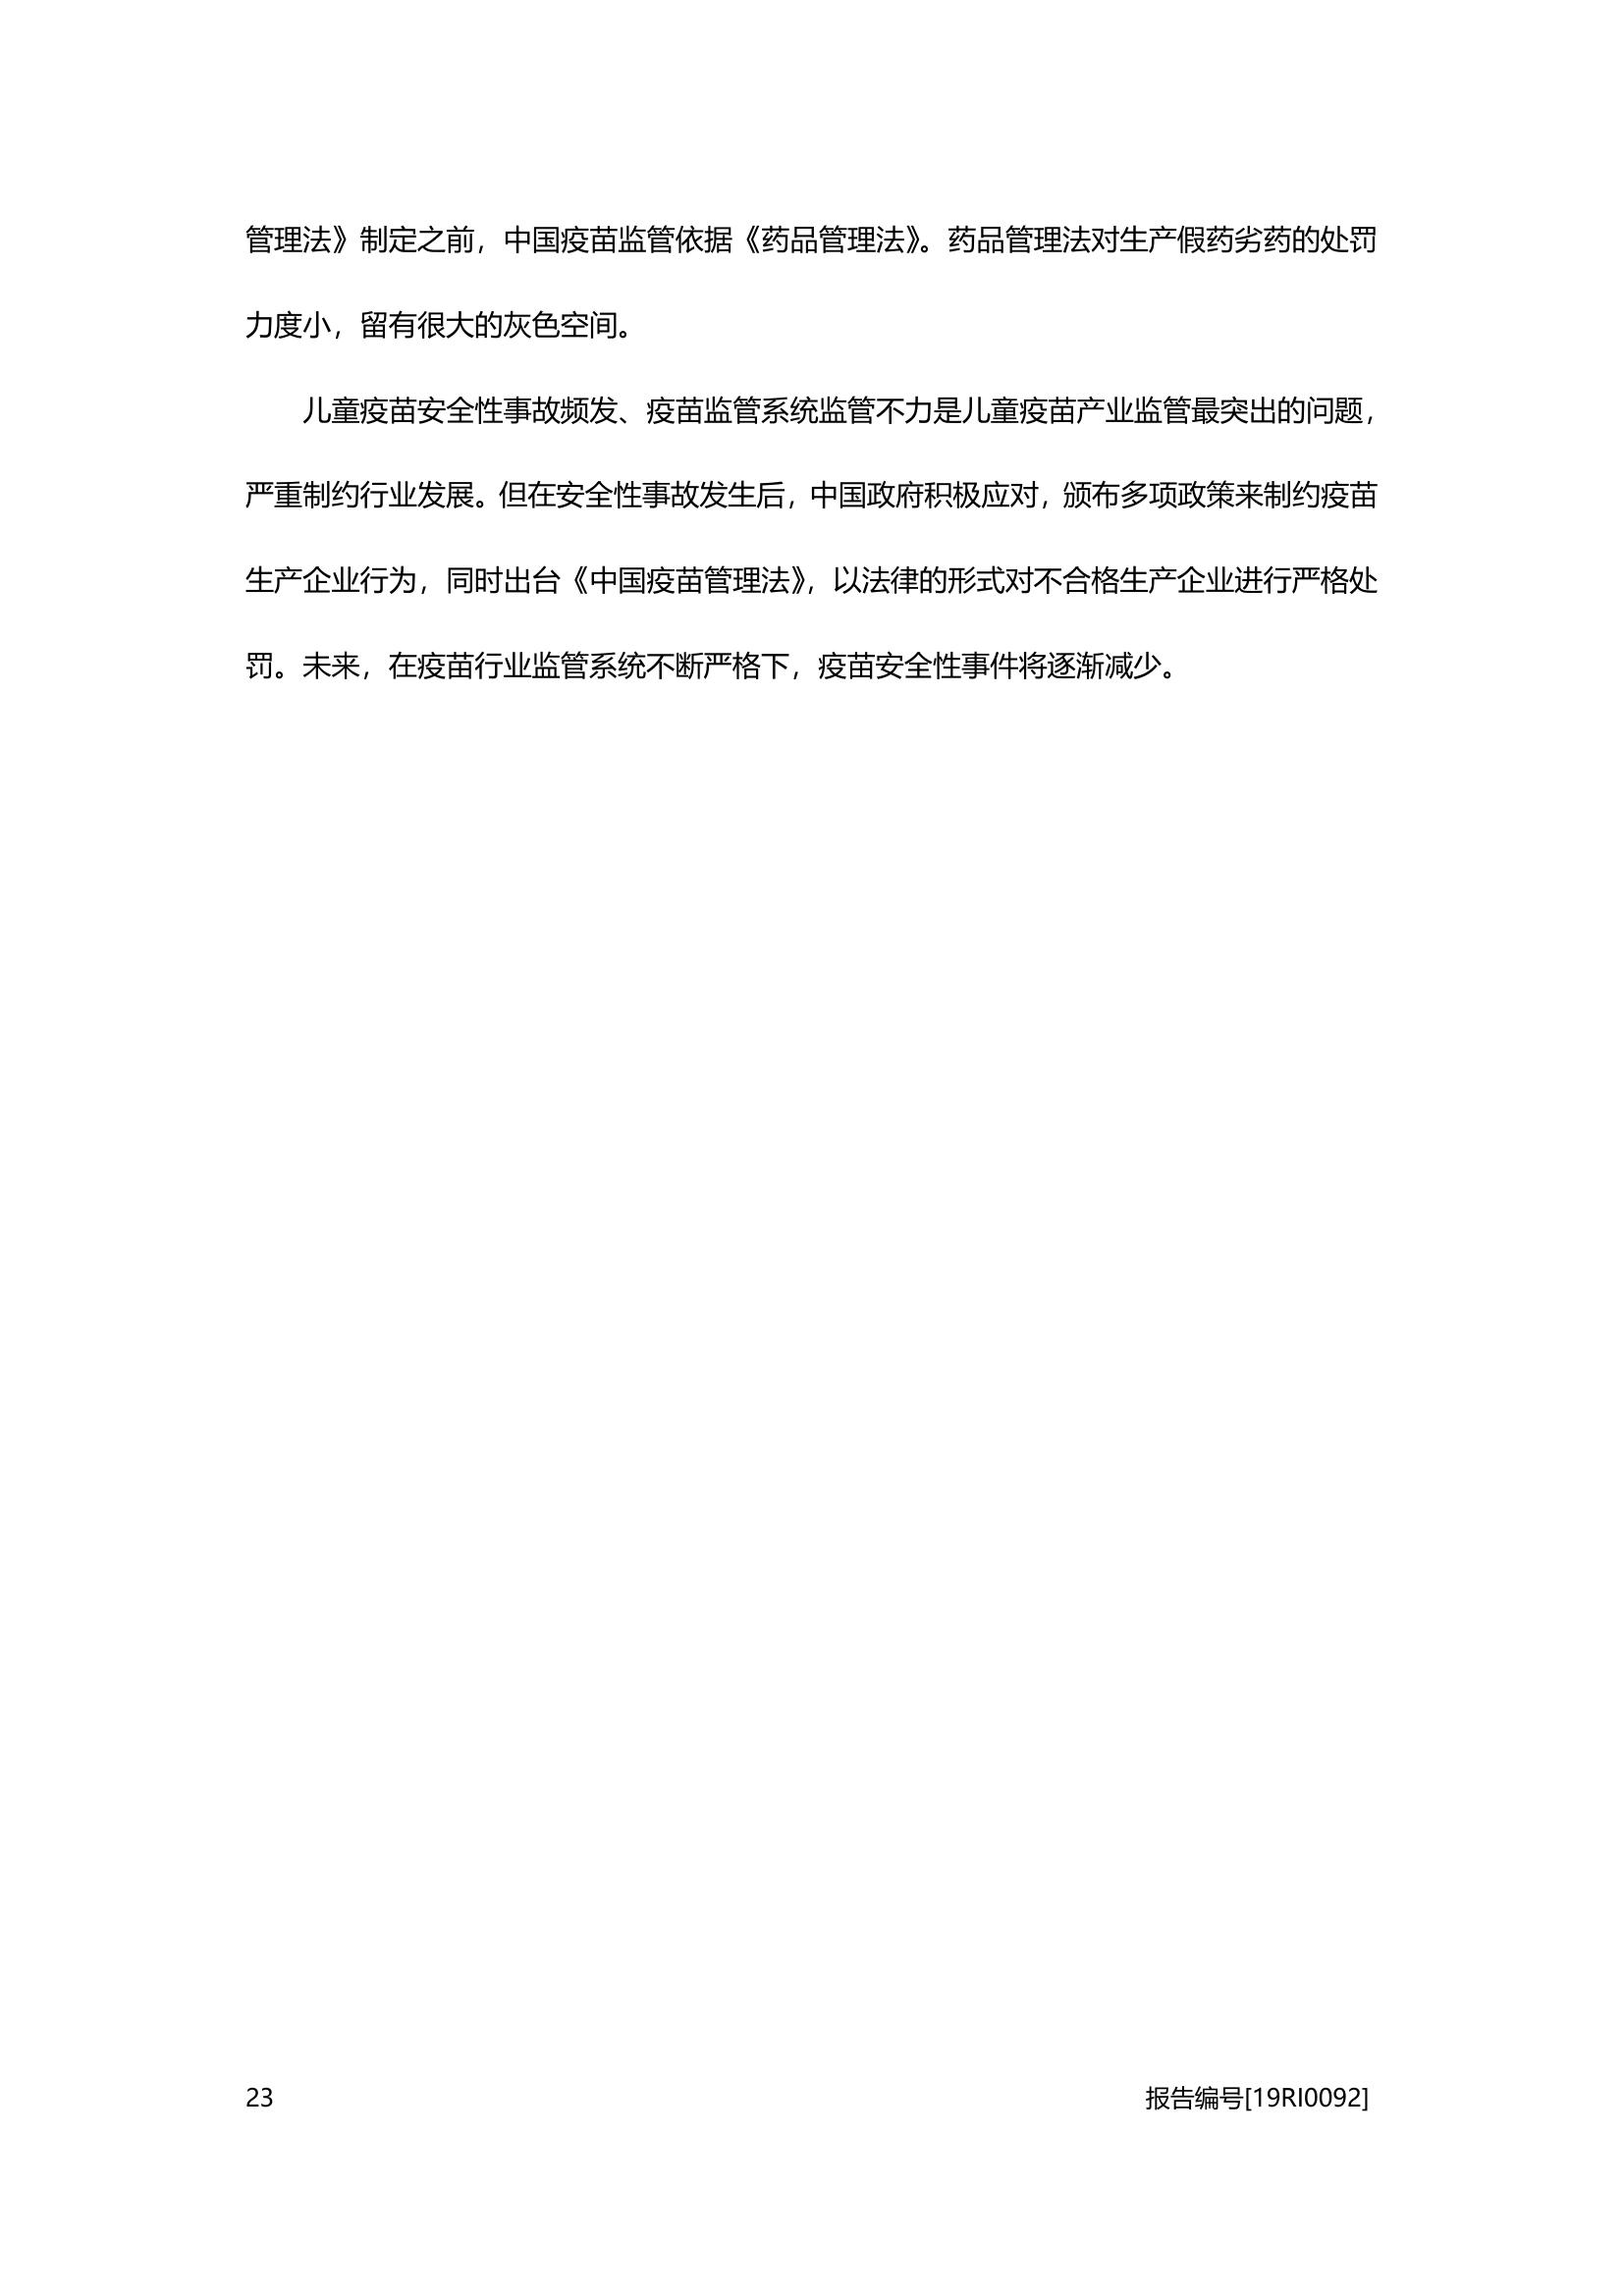 管理法》制定之前，中国疫苗监管依据《药品管理法》。药品管理法对生产假药劣药的处罚
力度小，留有很大的灰色空间。
儿童疫苗安全性事故频发、疫苗监管系统监管不力是儿童疫苗产业监管最突出的问题，
严重制约行业发展。但在安全性事故发生后，中国政府积极应对，颁布多项政策来制约疫苗
生产企业行为，同时出台《中国疫苗管理法》，以法律的形式对不合格生产企业进行严格处
罚。未来，在疫苗行业监管系统不断严格下，疫苗安全性事件将逐渐减少。
23 报告编号[19RI0092]